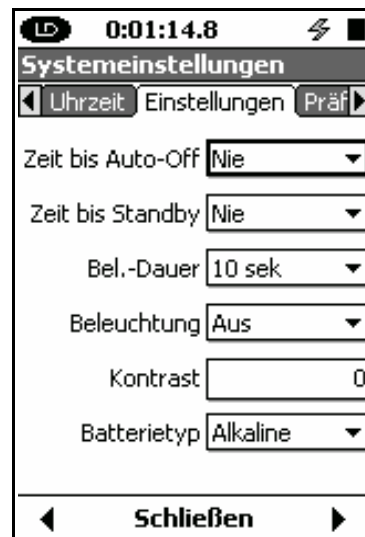 LD 0:01:14.8
Systemeinstellungen
Uhrzeit Einstellungen Präf
Zeit bis Auto-Off Nie
Zeit bis Standby Nie
Bel.-Dauer 10 sek
Beleuchtung Aus
Kontrast 0
Batterietyp Alkaline
Schließen